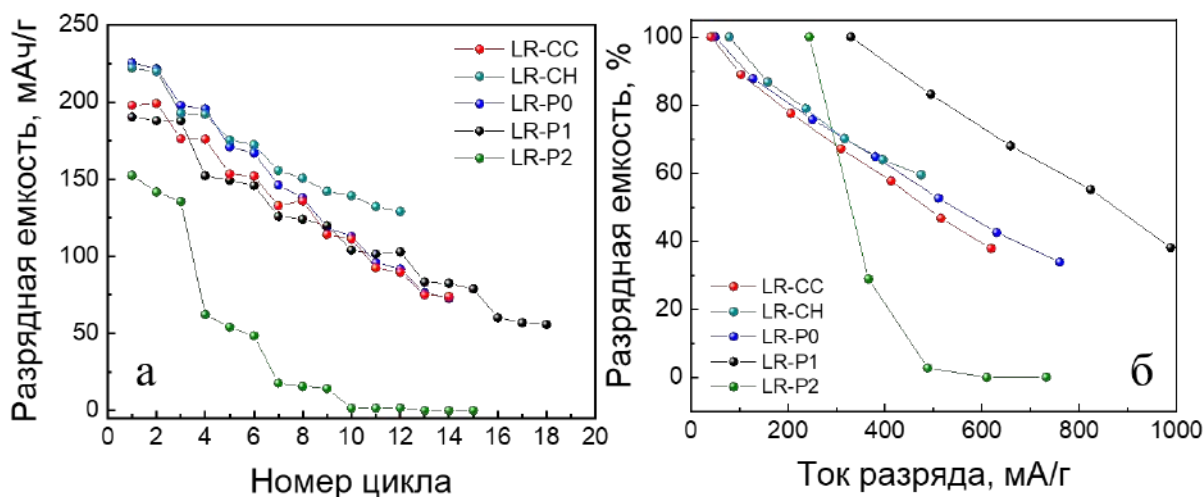 Разрядная емкость, мАч/г
250
200
150
100
50
0
LR-CC
LR-CH
LR-P0
LR-P1
LR-P2
а
0 2 4 6 8 10 12 14 16 18 20
Номер цикла
Разрядная емкость, %
100
80
60
40
20
0
LR-CC
LR-CH
LR-P0
LR-P1
LR-P2
б
0 200 400 600 800 1000
Ток разряда, мА/г